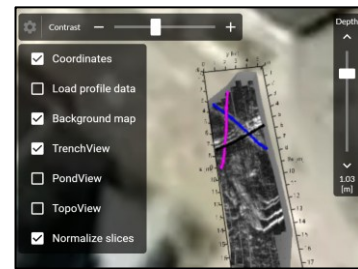 Contrast
Depth
Coordinates
Load profile data
Background map
TrenchView
PondView
TopoView
Normalize slices
1.03
[m]